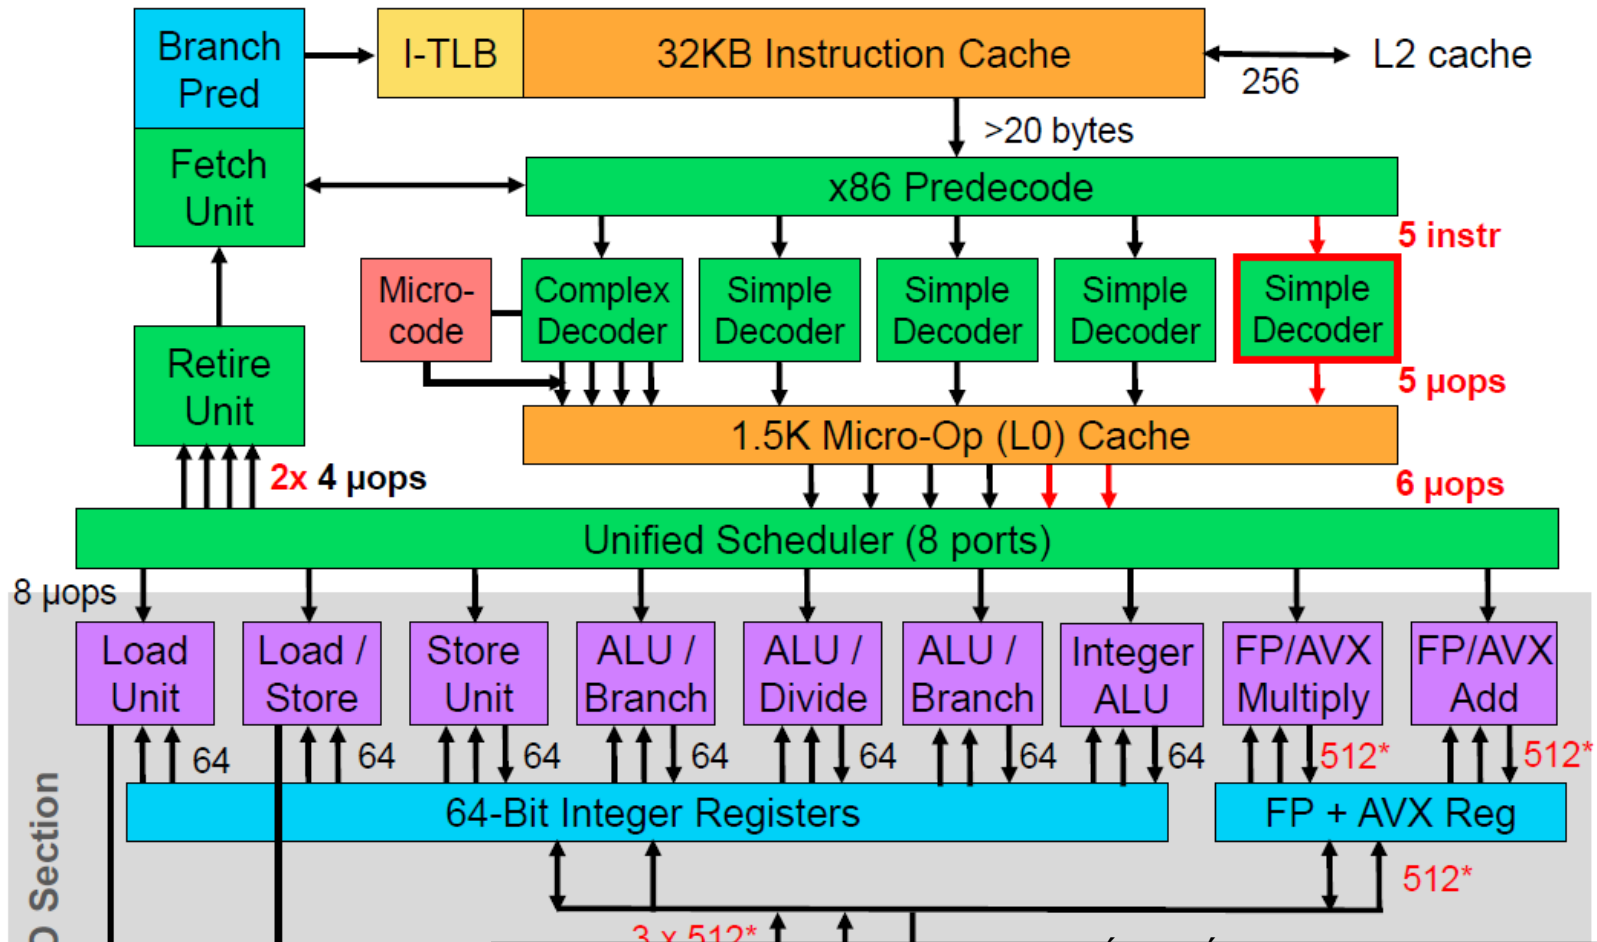 Branch
Pred
I-TLB
32KB Instruction Cache
L2 cache
256
>20 bytes
Fetch
Unit
x86 Predecode
5 instr
Micro-
code
Complex
Decoder
Simple
Decoder
Simple
Decoder
Simple
Decoder
Simple
Decoder
5 µops
Retire
Unit
1.5K Micro-Op (L0) Cache
2x 4 µops
6 µops
Unified Scheduler (8 ports)
8 µops
Load
Unit
Load /
Store
Store
Unit
ALU /
Branch
ALU /
Divide
ALU /
Branch
Integer
ALU
FP/AVX
Multiply
FP/AVX
Add
64
64
64
64
64
64
64
512*
512*
64-Bit Integer Registers
FP + AVX Reg
512*
3 x 512*
Section